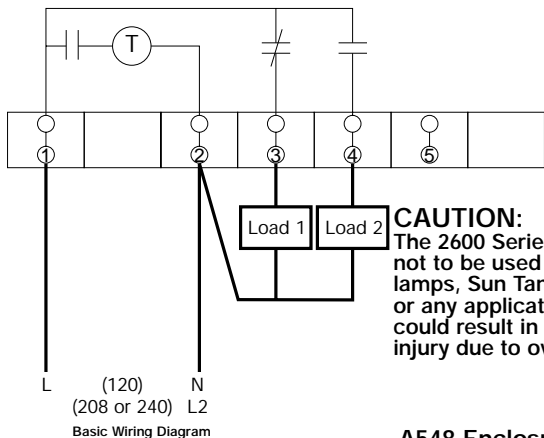 T
1 2 3 4 5
Load 1 Load 2
CAUTION:
The 2600 Serie
not to be used
lamps, Sun Tan
or any applicat
could result in
injury due to ov
L (120) N
(208 or 240) L2
Basic Wiring Diagram
A548 Enclosu